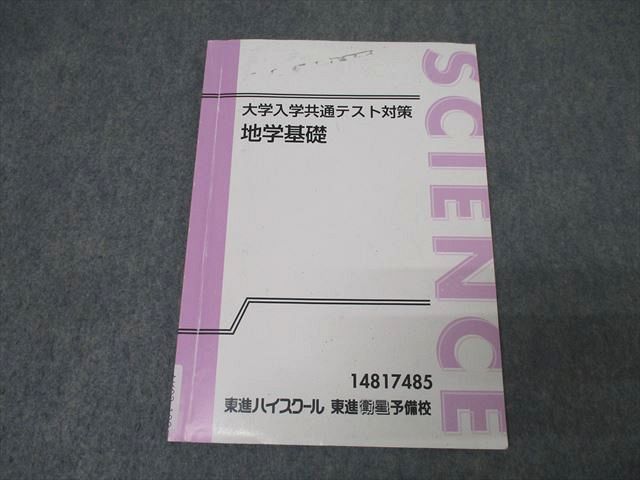 大学入学共通テスト対策
地学基礎
SCIENCE
14817485
東進ハイスクール 東進衛星予備校